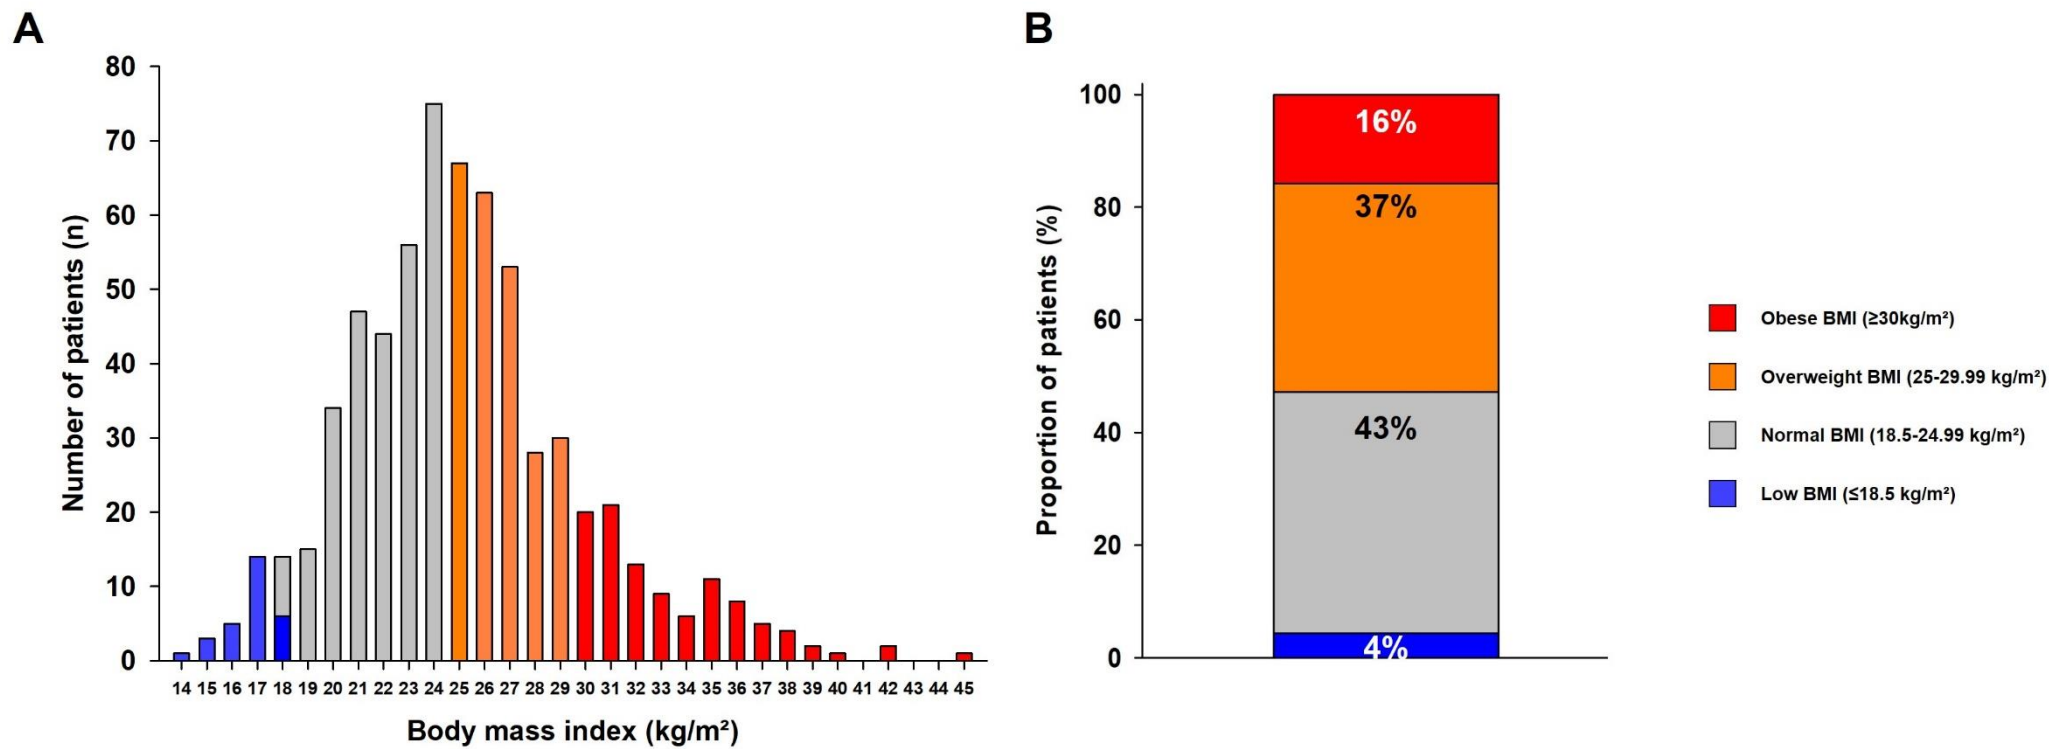 A
80
70
60
50
40
30
20
10
0
Number of patients (n)
14 15 16 17 18 19 20 21 22 23 24 25 26 27 28 29 30 31 32 33 34 35 36 37 38 39 40 41 42 43 44 45
Body mass index (kg/m²)
B
100
80
60
40
20
0
Proportion of patients (%)
16%
37%
43%
4%
Obese BMI (≥30kg/m²)
Overweight BMI (25-29.99 kg/m²)
Normal BMI (18.5-24.99 kg/m²)
Low BMI (≤18.5 kg/m²)